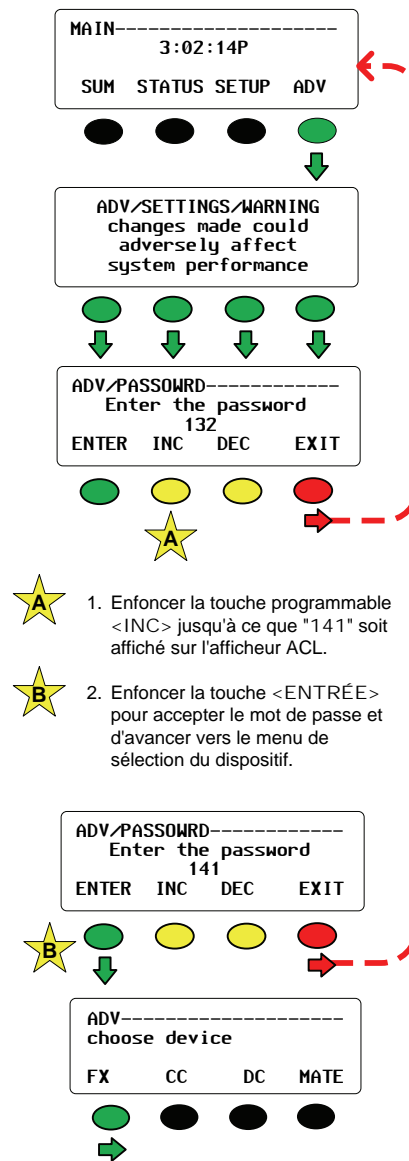 MAIN---------------------
3:02:14P
SUM STATUS SETUP ADV
ADV/SETTINGS/WARNING
changes made could
adversely affect
system performance
ADV/PASSOWRD------------
Enter the password
132
ENTER INC DEC EXIT
A
A 1. Enfoncer la touche programmable
<INC> jusqu'à ce que "141" soit
affiché sur l'afficheur ACL.
B 2. Enfoncer la touche <ENTRÉE>
pour accepter le mot de passe et
d'avancer vers le menu de
sélection du dispositif.
ADV/PASSOWRD------------
Enter the password
141
ENTER INC DEC EXIT
B
ADV----------------------
choose device
FX CC DC MATE